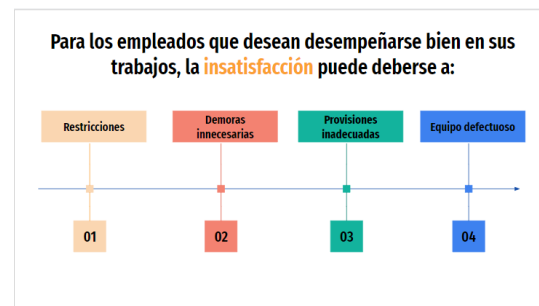 Para los empleados que desean desempeñarse bien en sus
trabajos, la insatisfacción puede deberse a:
Restricciones
Demoras
innecesarias
Provisiones
inadecuadas
Equipo defectuoso
01
02
03
04